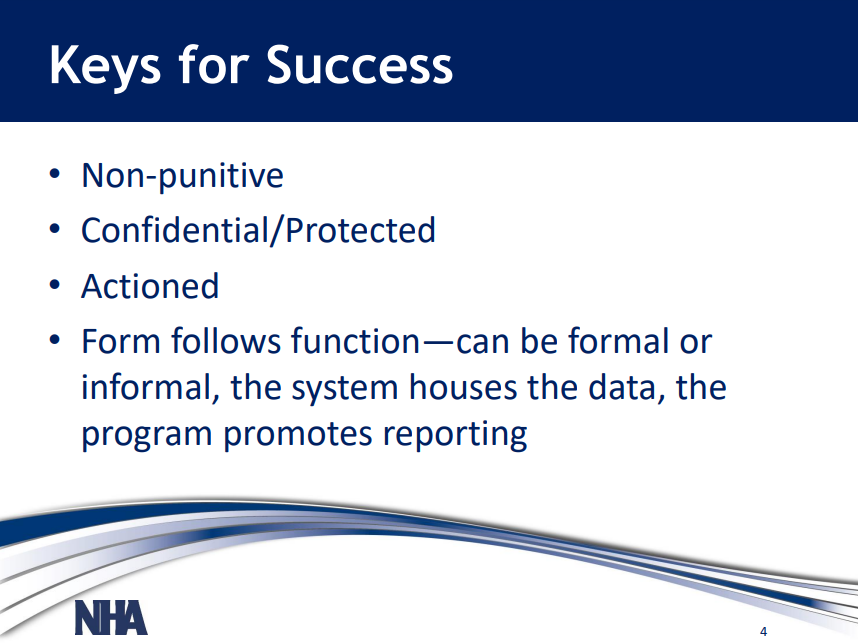 Keys for Success
• Non-punitive
• Confidential/Protected
• Actioned
• Form follows function—can be formal or
informal, the system houses the data, the
program promotes reporting
NHA
4